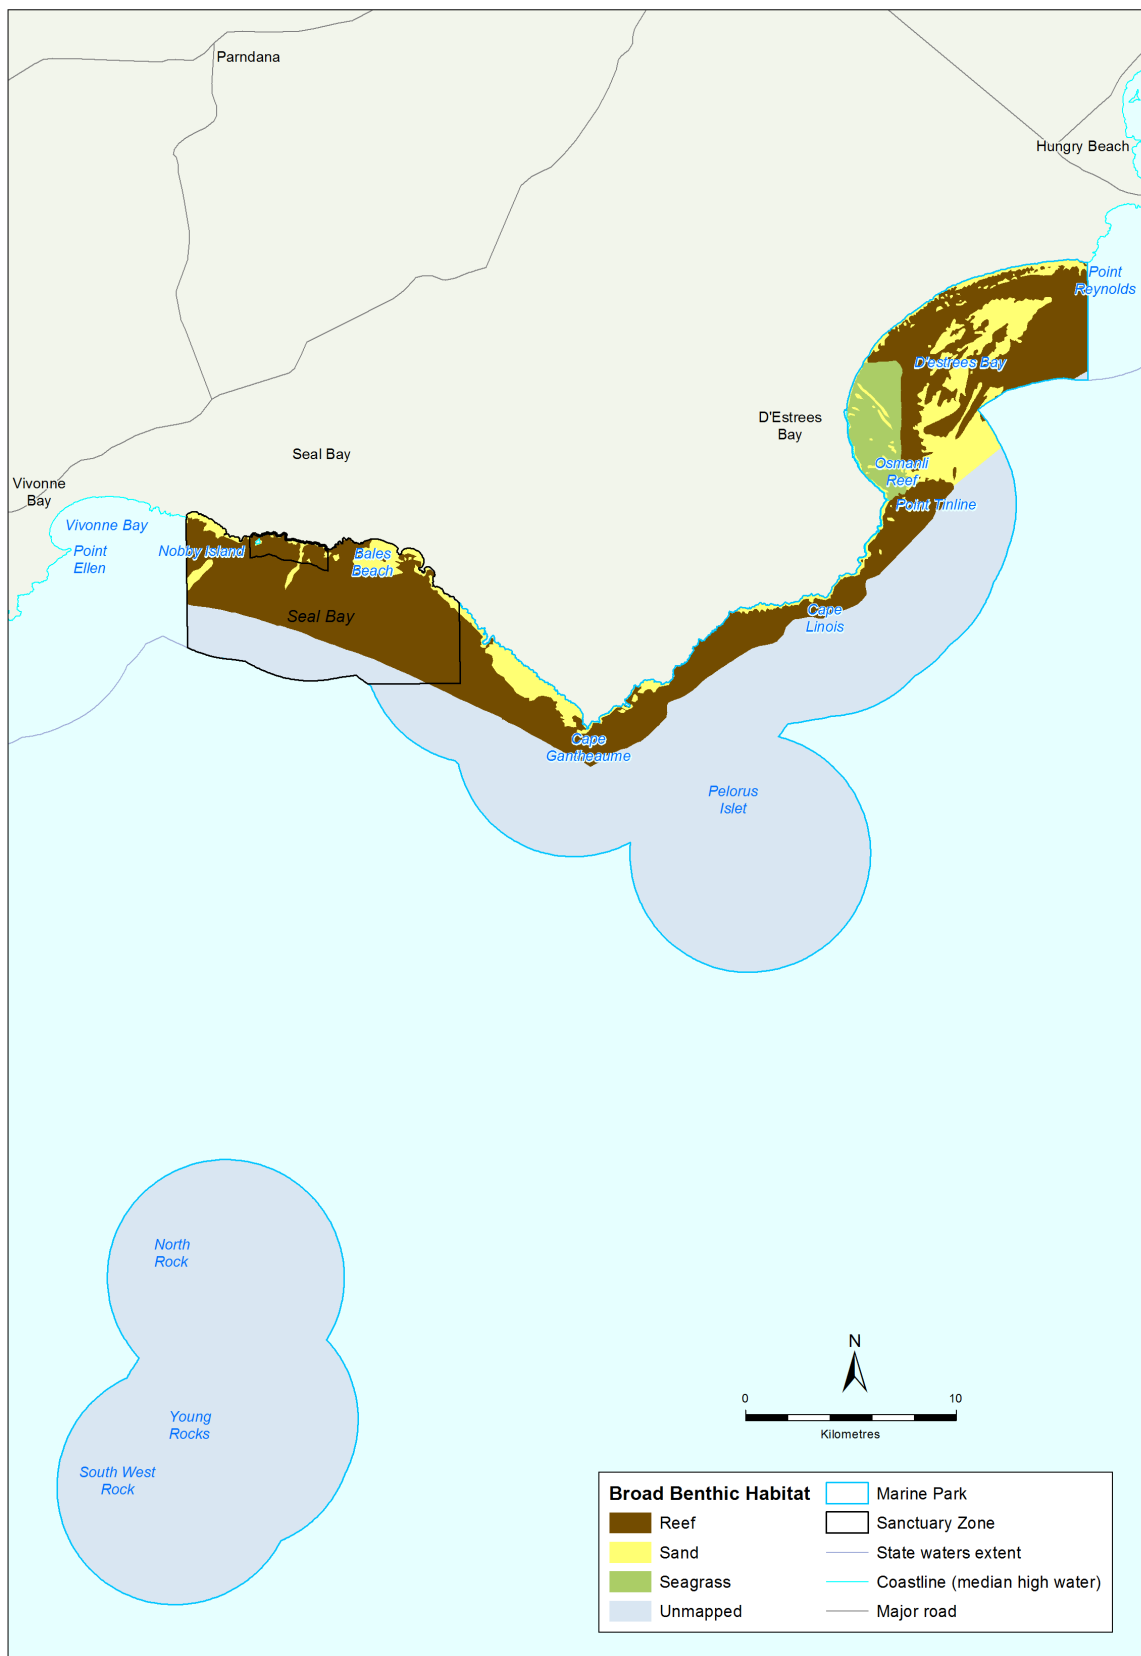 Parndana
Hungry Beach
Point
Reynolds
D'estrees Bay
D'Estrees
Bay
Seal Bay
Osmanli
Reef
Vivonne
Bay
Point Tinline
Vivonne Bay
Nobby Island
Point
Ellen
Bales
Beach
Seal Bay
Cape
Linois
Cape
Gantheaume
Pelorus
Islet
North
Rock
Young
Rocks
South West
Rock
N
0 10
Kilometres
Broad Benthic Habitat
Reef
Sand
Seagrass
Unmapped
Marine Park
Sanctuary Zone
State waters extent
Coastline (median high water)
Major road